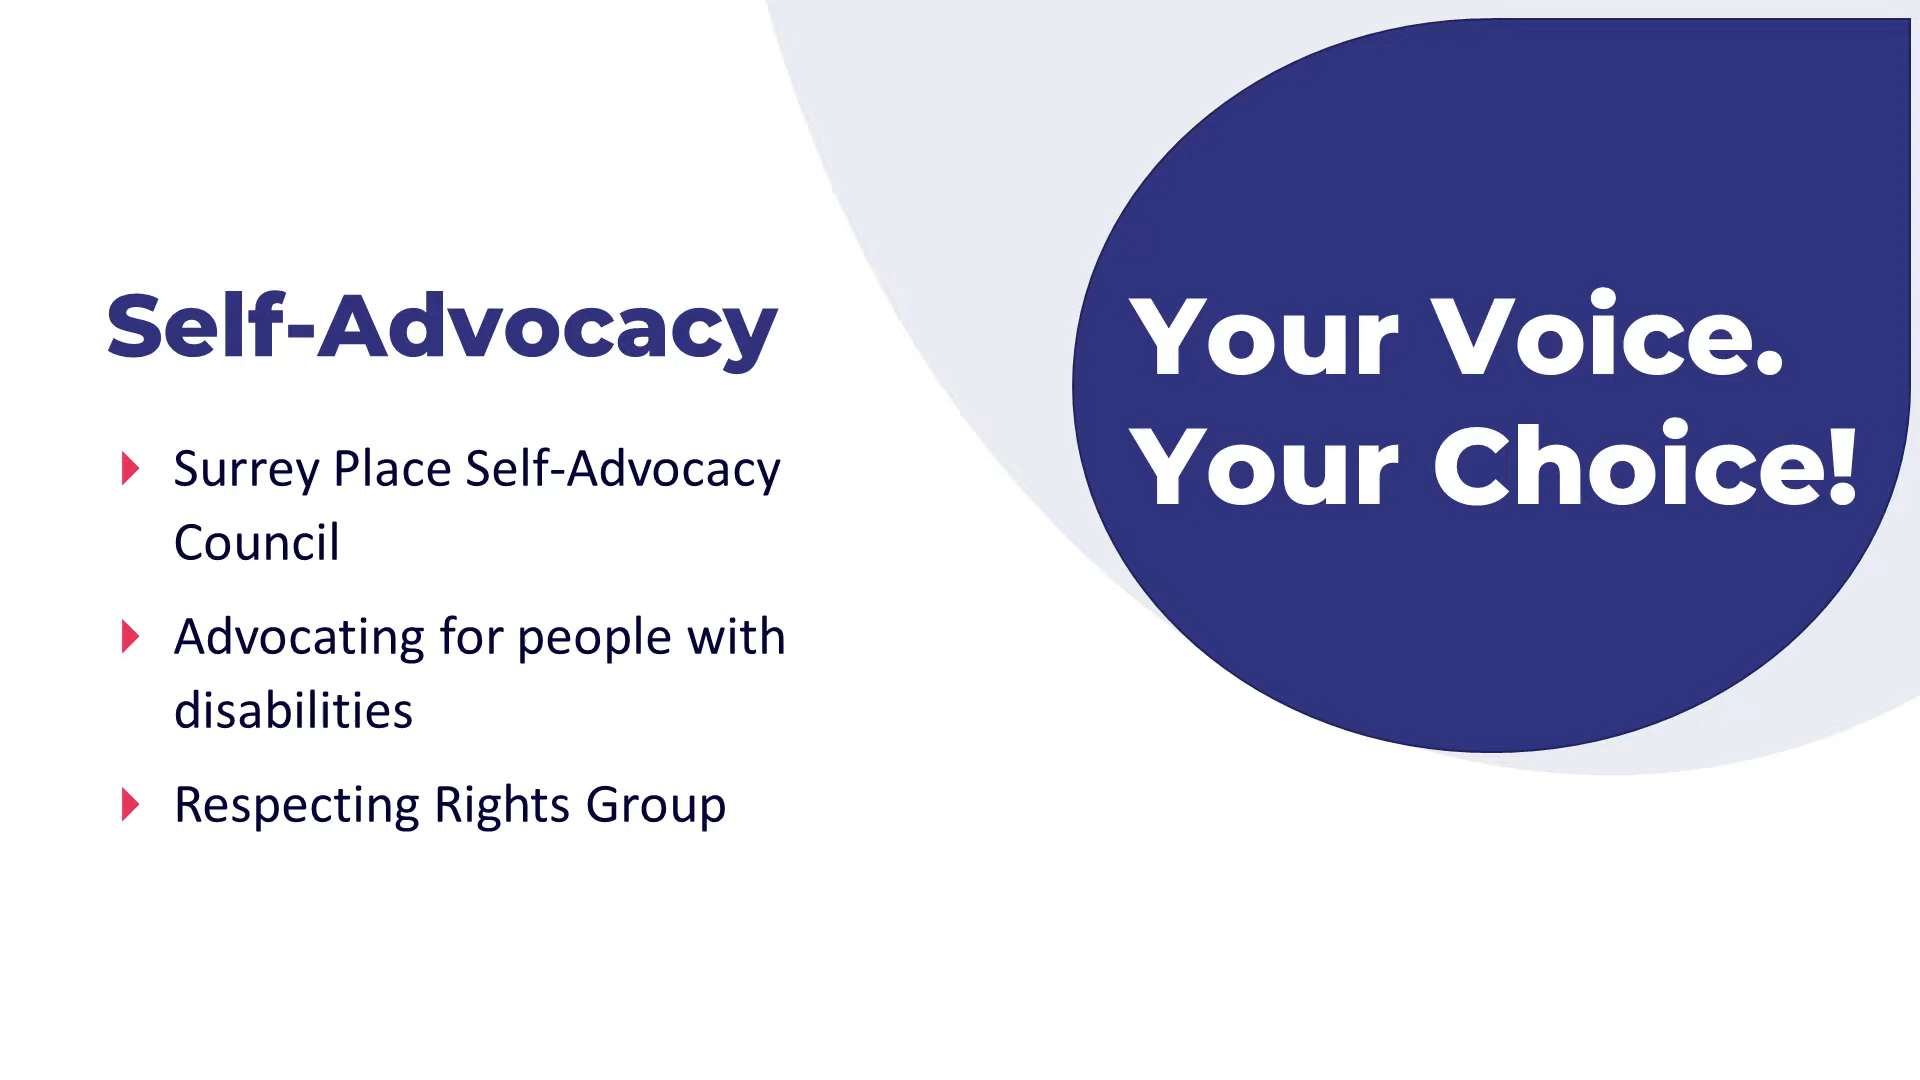 Self-Advocacy
Surrey Place Self-Advocacy
Council
Advocating for people with
disabilities
Respecting Rights Group
Your Voice.
Your Choice!